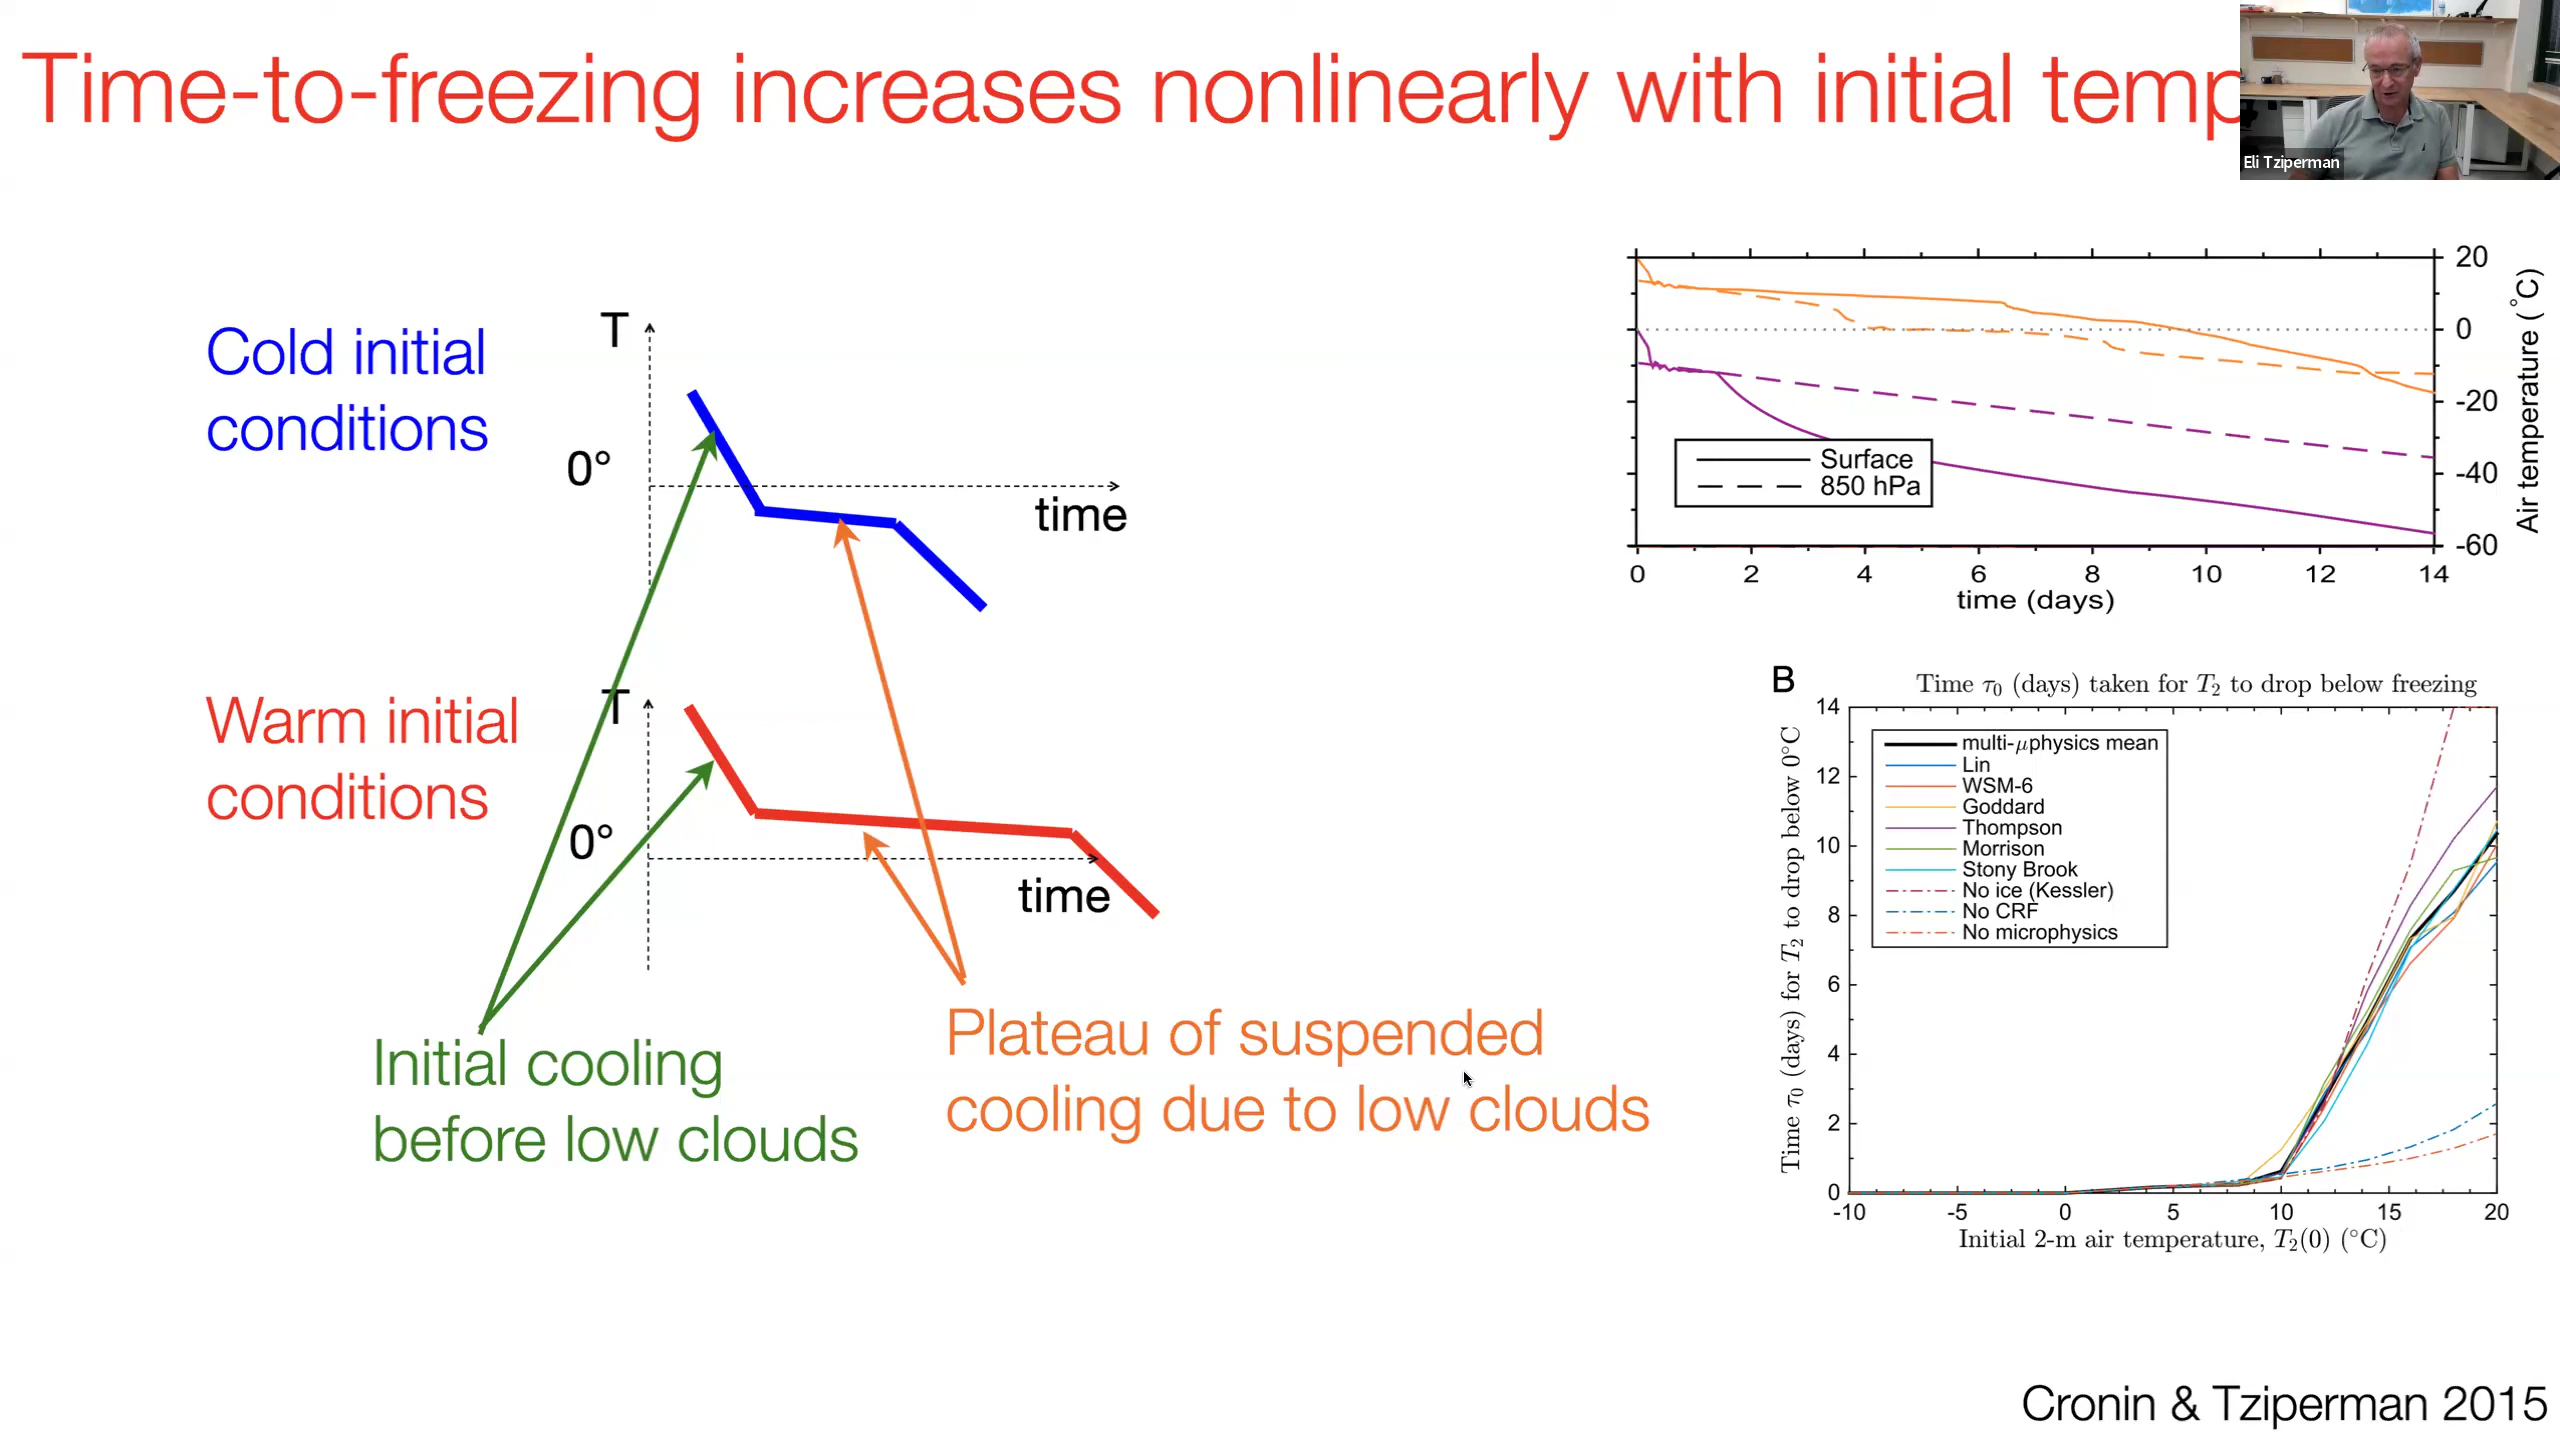 Time-to-freezing increases nonlinearly with initial temp
Eli Tziperman
Cold initial
conditions
T
0°
time
Warm initial
conditions
T
0°
time
Initial cooling
before low clouds
Plateau of suspended
cooling due to low clouds
20
0
-20
-40
-60
Air temperature (°C)
Surface
850 hPa
0 2 4 6 8 10 12 14
time (days)
B
Time τ₀ (days) taken for T₂ to drop below freezing
Time τ₀ (days) for T₂ to drop below 0°C
14
12
10
8
6
4
2
0
multi-μphysics mean
Lin
WSM-6
Goddard
Thompson
Morrison
Stony Brook
No ice (Kessler)
No CRF
No microphysics
-10 -5 0 5 10 15 20
Initial 2-m air temperature, T₂(0) (°C)
Cronin & Tziperman 2015